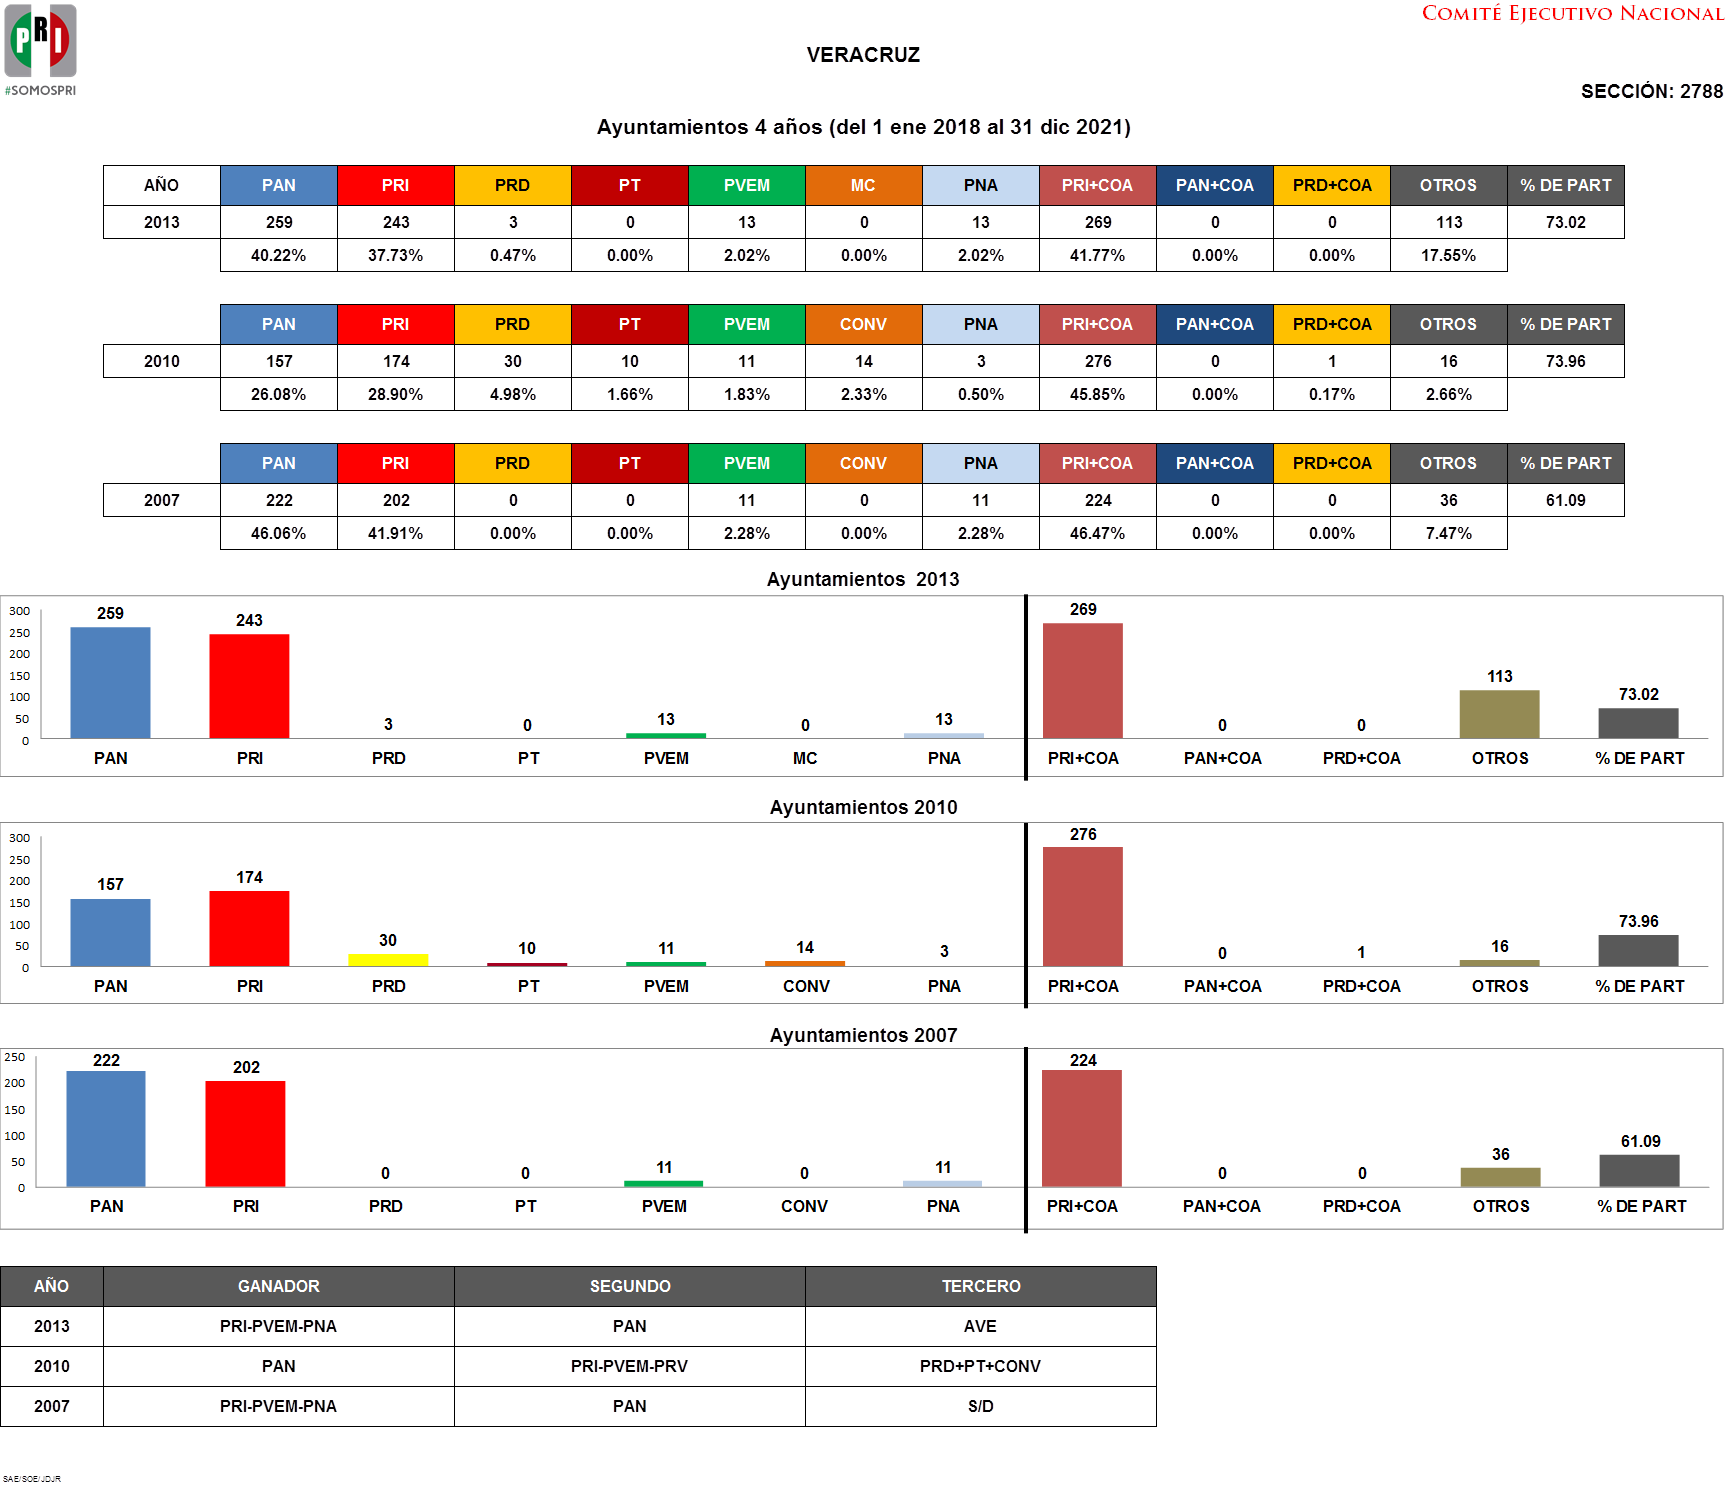 PRI
#SOMOSPRI
COMITÉ EJECUTIVO NACIONAL
VERACRUZ
SECCIÓN: 2788
Ayuntamientos 4 años (del 1 ene 2018 al 31 dic 2021)
AÑO PAN PRI PRD PT PVEM MC PNA PRI+COA PAN+COA PRD+COA OTROS % DE PART
2013 259 243 3 0 13 0 13 269 0 0 113 73.02
40.22% 37.73% 0.47% 0.00% 2.02% 0.00% 2.02% 41.77% 0.00% 0.00% 17.55%
PAN PRI PRD PT PVEM CONV PNA PRI+COA PAN+COA PRD+COA OTROS % DE PART
2010 157 174 30 10 11 14 3 276 0 1 16 73.96
26.08% 28.90% 4.98% 1.66% 1.83% 2.33% 0.50% 45.85% 0.00% 0.17% 2.66%
PAN PRI PRD PT PVEM CONV PNA PRI+COA PAN+COA PRD+COA OTROS % DE PART
2007 222 202 0 0 11 0 11 224 0 0 36 61.09
46.06% 41.91% 0.00% 0.00% 2.28% 0.00% 2.28% 46.47% 0.00% 0.00% 7.47%
Ayuntamientos 2013
300
250
200
150
100
50
0
259 243 3 0 13 0 13 269 0 0 113 73.02
PAN PRI PRD PT PVEM MC PNA PRI+COA PAN+COA PRD+COA OTROS % DE PART
Ayuntamientos 2010
300
250
200
150
100
50
0
157 174 30 10 11 14 3 276 0 1 16 73.96
PAN PRI PRD PT PVEM CONV PNA PRI+COA PAN+COA PRD+COA OTROS % DE PART
Ayuntamientos 2007
250
200
150
100
50
0
222 202 0 0 11 0 11 224 0 0 36 61.09
PAN PRI PRD PT PVEM CONV PNA PRI+COA PAN+COA PRD+COA OTROS % DE PART
AÑO GANADOR SEGUNDO TERCERO
2013 PRI-PVEM-PNA PAN AVE
2010 PAN PRI-PVEM-PRV PRD+PT+CONV
2007 PRI-PVEM-PNA PAN S/D
SAE/SOE/JDJR